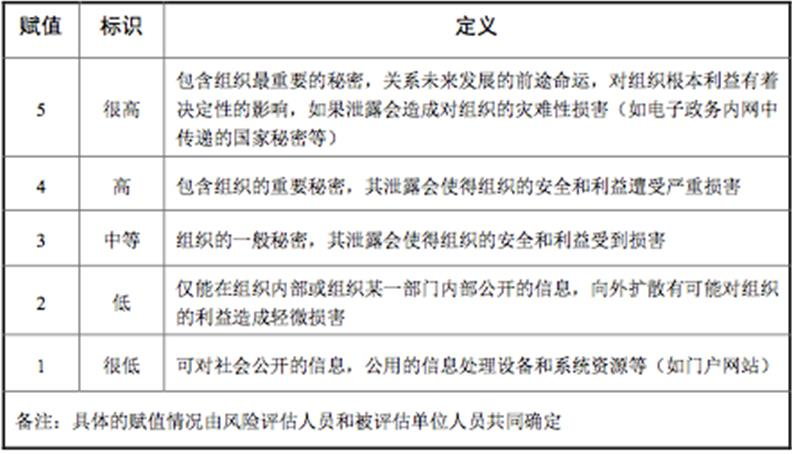 赋值 标识 定义
包含组织最重要的秘密，关系未来发展的前途命运，对组织根本利益有着
5 很高 决定性的影响，如果泄露会造成对组织的灾难性损害（如电子政务内网中
传递的国家秘密等）
4 高 包含组织的重要秘密，其泄露会使得组织的安全和利益遭受严重损害
3 中等 组织的一般秘密，其泄露会使得组织的安全和利益受到损害
仅能在组织内部或组织某一部门内部公开的信息，向外扩散有可能对组织
2 低 的利益造成轻微损害
1 很低 可对社会公开的信息，公用的信息处理设备和系统资源等（如门户网站）
备注：具体的赋值情况由风险评估人员和被评估单位人员共同确定